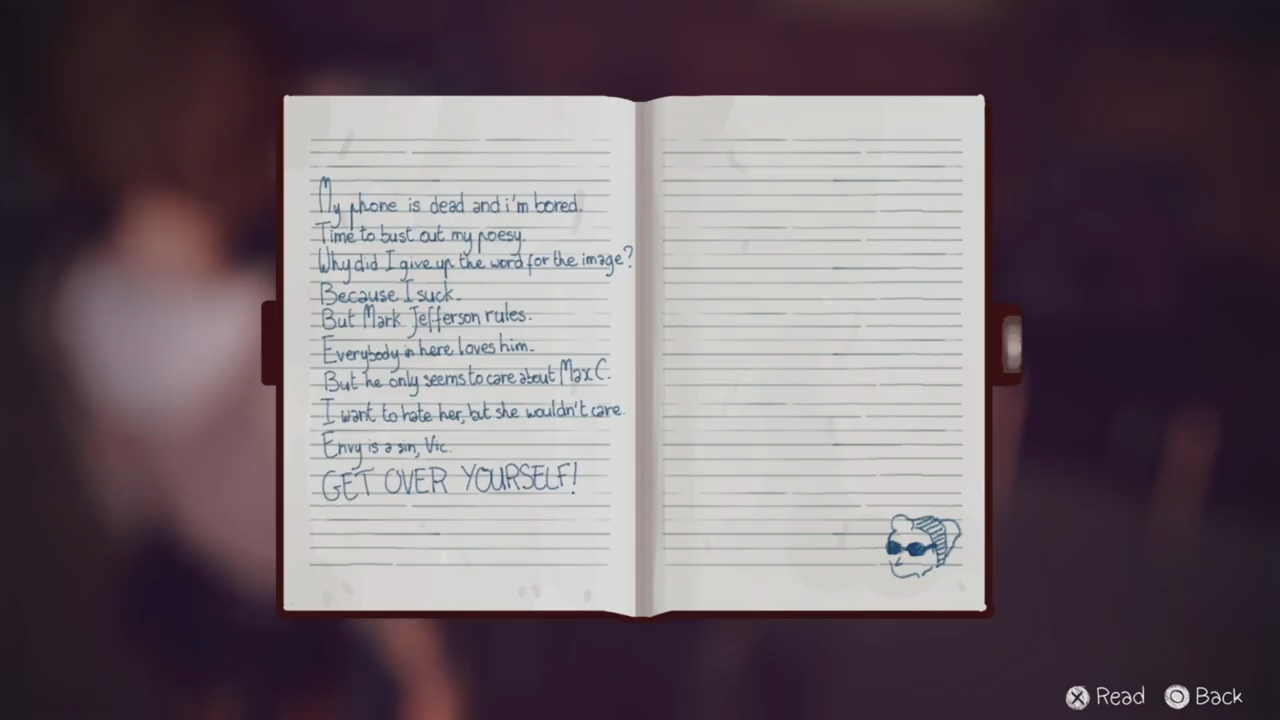 My phone is dead and i'm bored.
Time to bust out my poesy.
Why did I give up the word for the image?
Because I suck.
But Mark Jefferson rules.
Everybody in here loves him.
But he only seems to care about Max C.
I want to hate her, but she wouldn't care.
Envy is a sin, Vic.
GET OVER YOURSELF!
Read Back